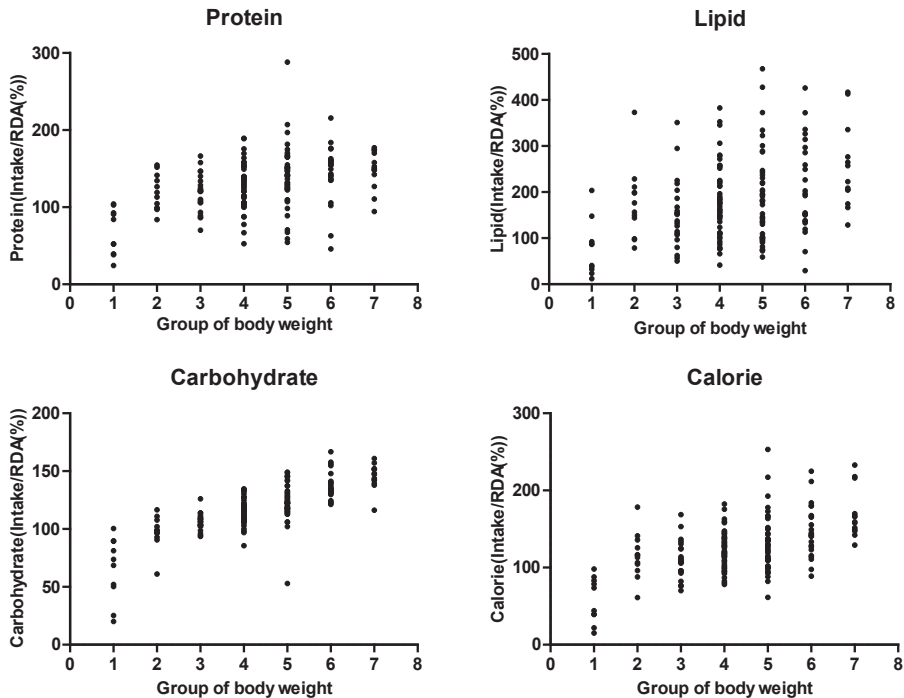 Protein
Protein(Intake/RDA(%))
300
200
100
0
0 1 2 3 4 5 6 7 8
Group of body weight
Lipid
Lipid(Intake/RDA(%))
500
400
300
200
100
0
0 1 2 3 4 5 6 7 8
Group of body weight
Carbohydrate
Carbohydrate(Intake/RDA(%))
200
150
100
50
0
0 1 2 3 4 5 6 7 8
Group of body weight
Calorie
Calorie(Intake/RDA(%))
300
200
100
0
0 1 2 3 4 5 6 7 8
Group of body weight